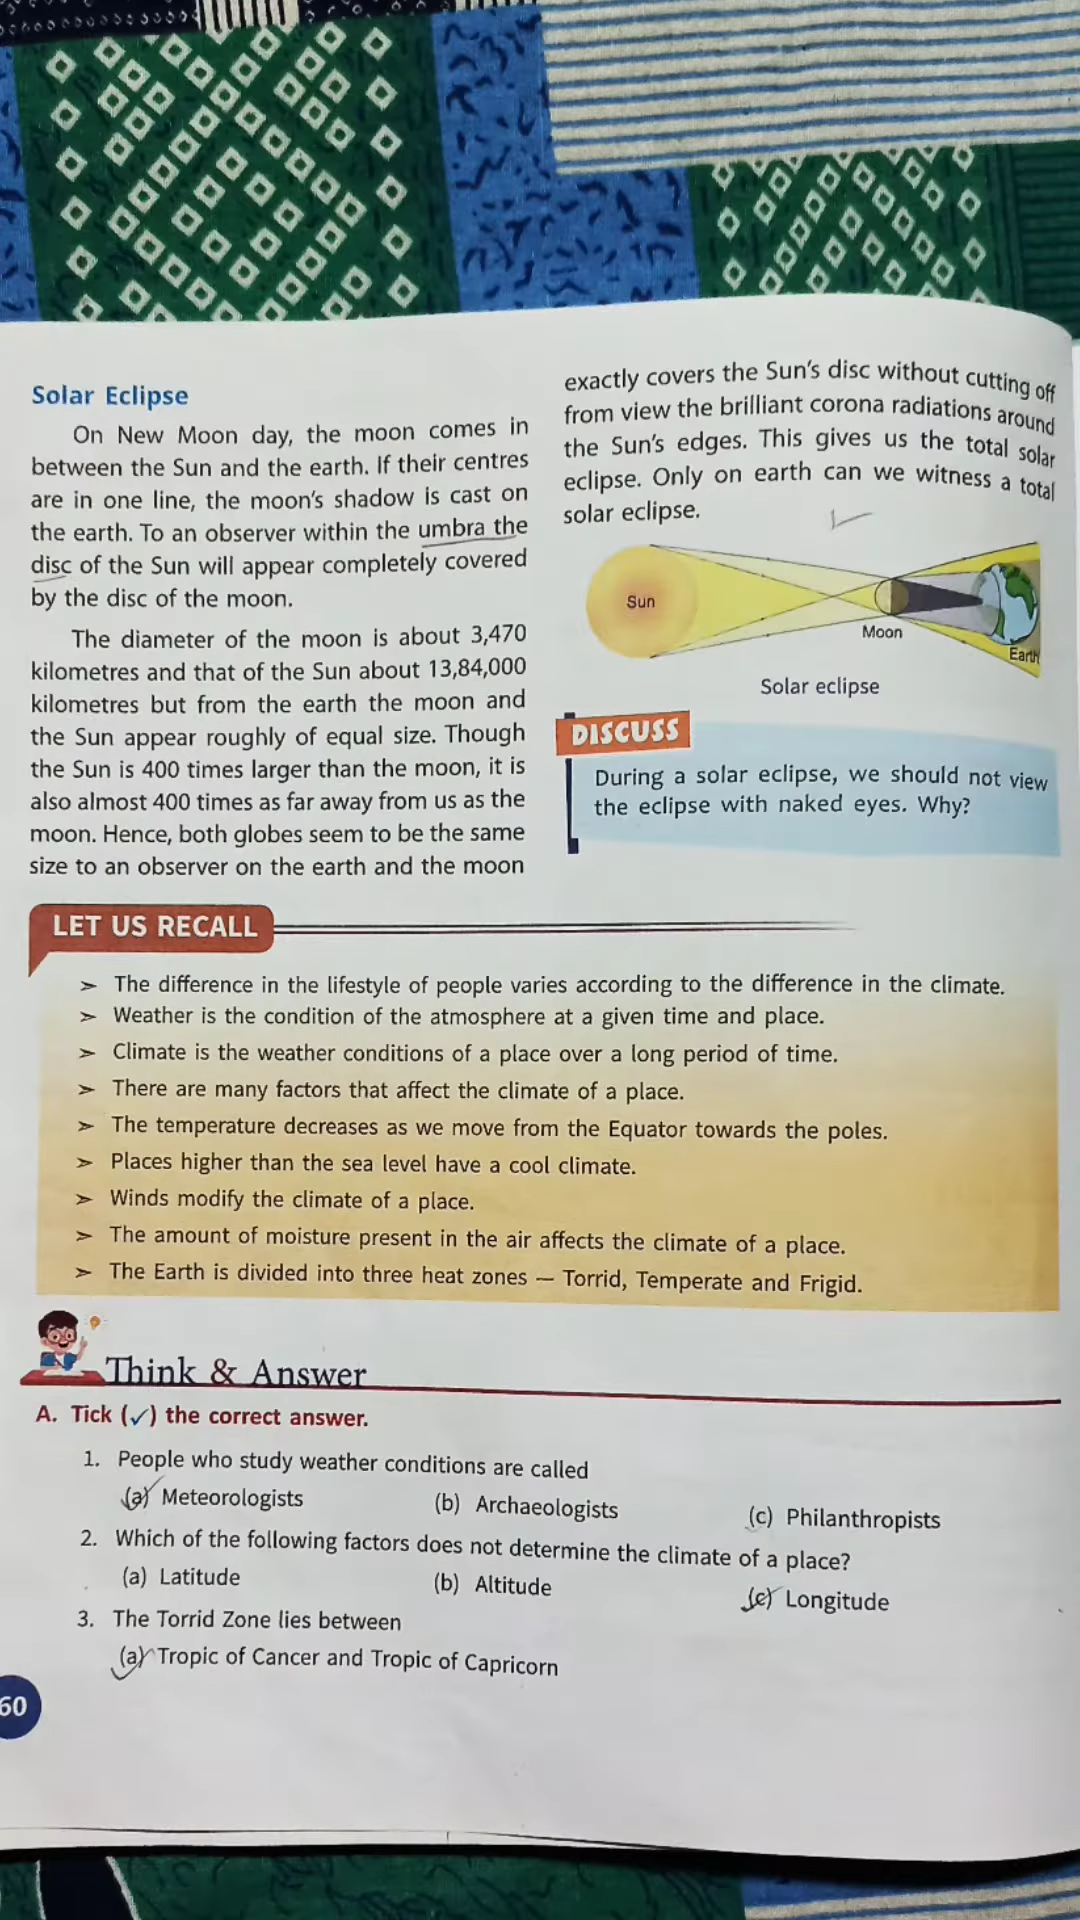 Solar Eclipse
On New Moon day, the moon comes in
between the Sun and the earth. If their centres
are in one line, the moon's shadow is cast on
the earth. To an observer within the umbra the
disc of the Sun will appear completely covered
by the disc of the moon.
The diameter of the moon is about 3,470
kilometres and that of the Sun about 13,84,000
kilometres but from the earth the moon and
the Sun appear roughly of equal size. Though
the Sun is 400 times larger than the moon, it is
also almost 400 times as far away from us as the
moon. Hence, both globes seem to be the same
size to an observer on the earth and the moon
exactly covers the Sun's disc without cutting off
from view the brilliant corona radiations around
the Sun's edges. This gives us the total solar
eclipse. Only on earth can we witness a total
solar eclipse.
Sun
Moon
Earth
Solar eclipse
DISCUSS
During a solar eclipse, we should not view
the eclipse with naked eyes. Why?
LET US RECALL
➢ The difference in the lifestyle of people varies according to the difference in the climate.
➢ Weather is the condition of the atmosphere at a given time and place.
➢ Climate is the weather conditions of a place over a long period of time.
➢ There are many factors that affect the climate of a place.
➢ The temperature decreases as we move from the Equator towards the poles.
➢ Places higher than the sea level have a cool climate.
➢ Winds modify the climate of a place.
➢ The amount of moisture present in the air affects the climate of a place.
➢ The Earth is divided into three heat zones — Torrid, Temperate and Frigid.
Think & Answer
A. Tick (✓) the correct answer.
1. People who study weather conditions are called
(a) Meteorologists (b) Archaeologists (c) Philanthropists
2. Which of the following factors does not determine the climate of a place?
(a) Latitude (b) Altitude (c) Longitude
3. The Torrid Zone lies between
(a) Tropic of Cancer and Tropic of Capricorn
60